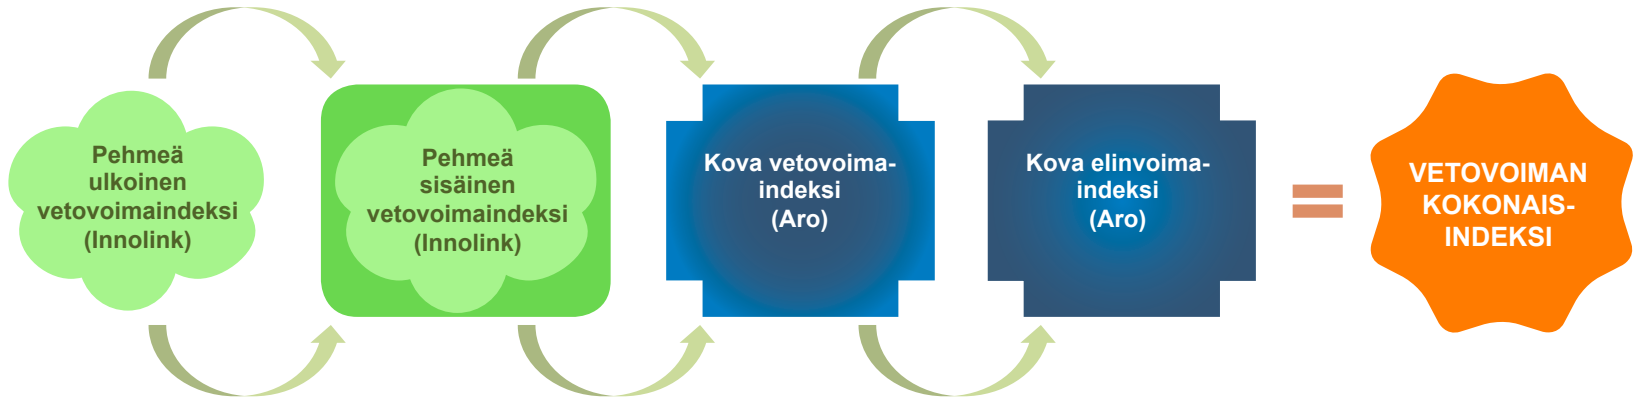 Pehmeä
ulkoinen
vetovoimaindeksi
(Innolink)
Pehmeä
sisäinen
vetovoimaindeksi
(Innolink)
Kova vetovoima-
indeksi
(Aro)
Kova elinvoima-
indeksi
(Aro)
=
VETOVOIMAN
KOKONAIS-
INDEKSI